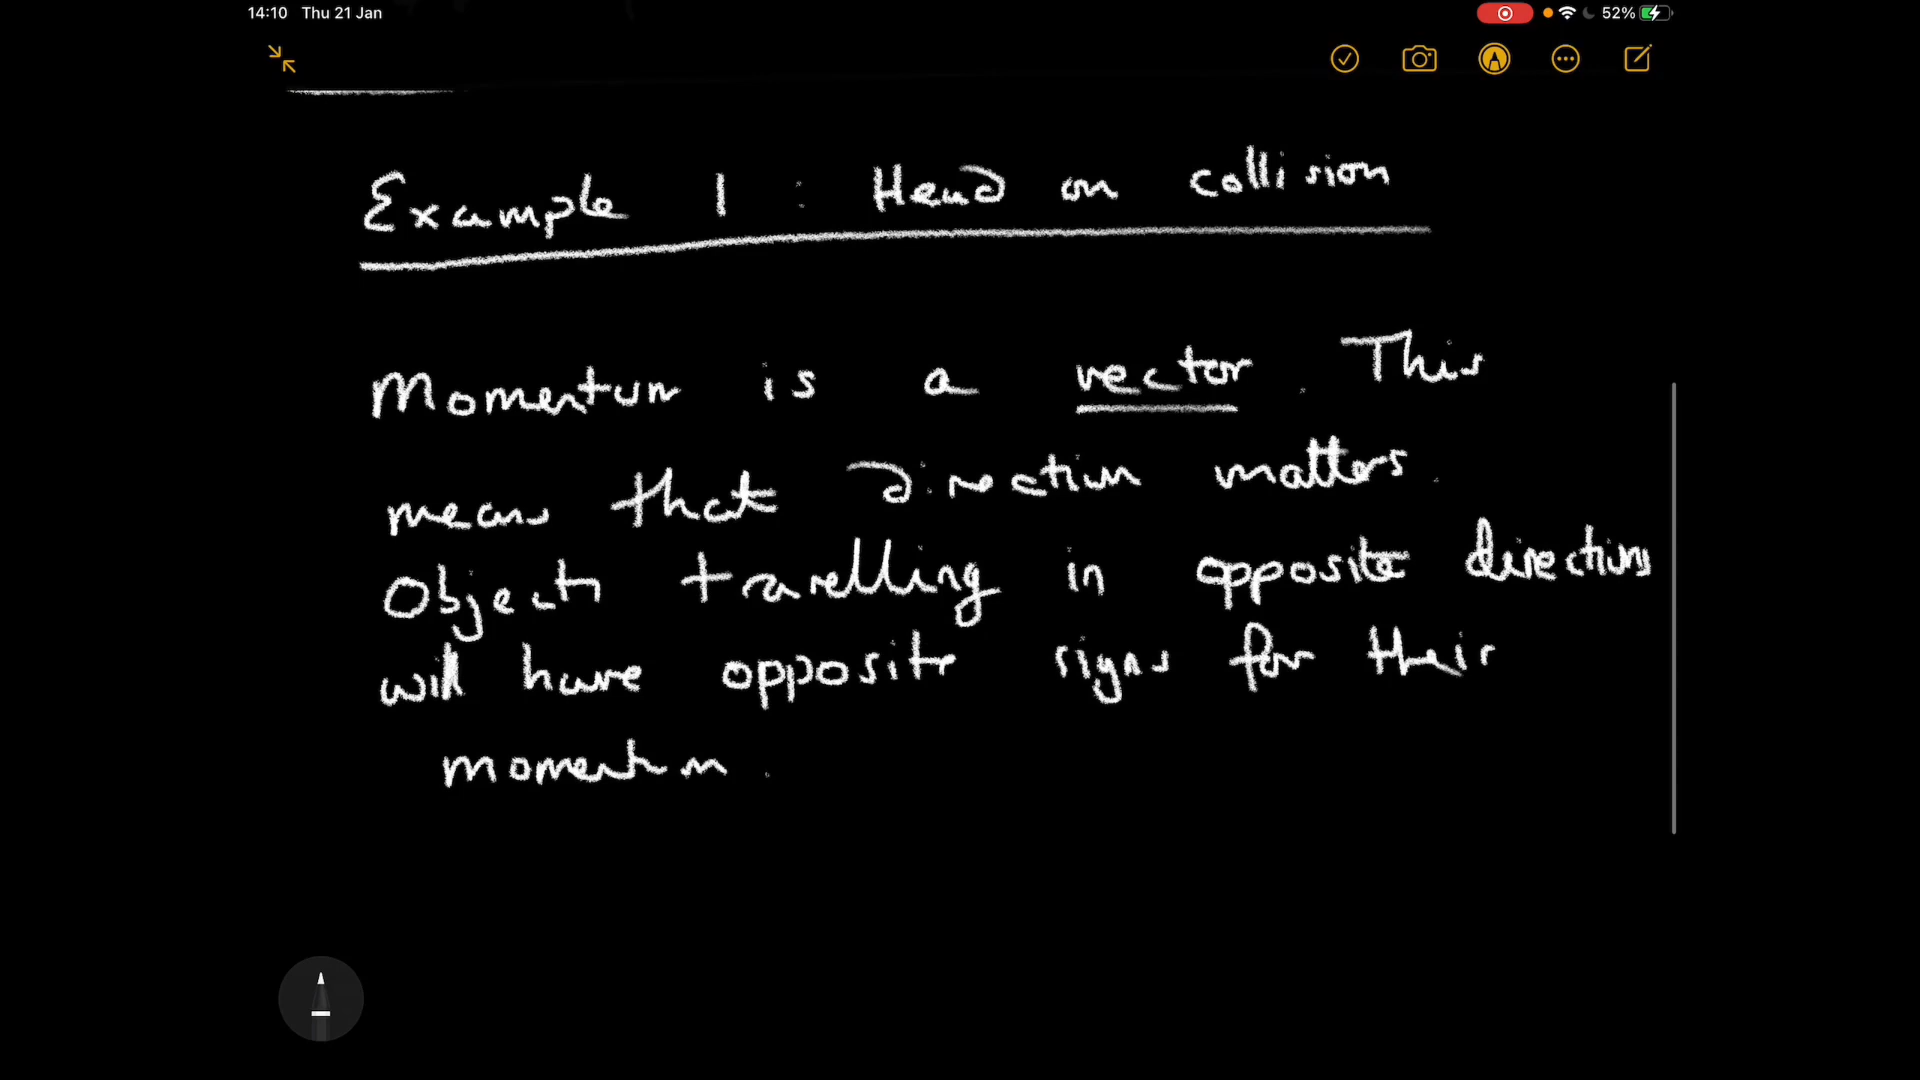 14:10 Thu 21 Jan 52%
Example 1 : Head on collision
Momentum is a vector. This
means that direction matters.
Objects travelling in opposite directions
will have opposite signs for their
momentum.